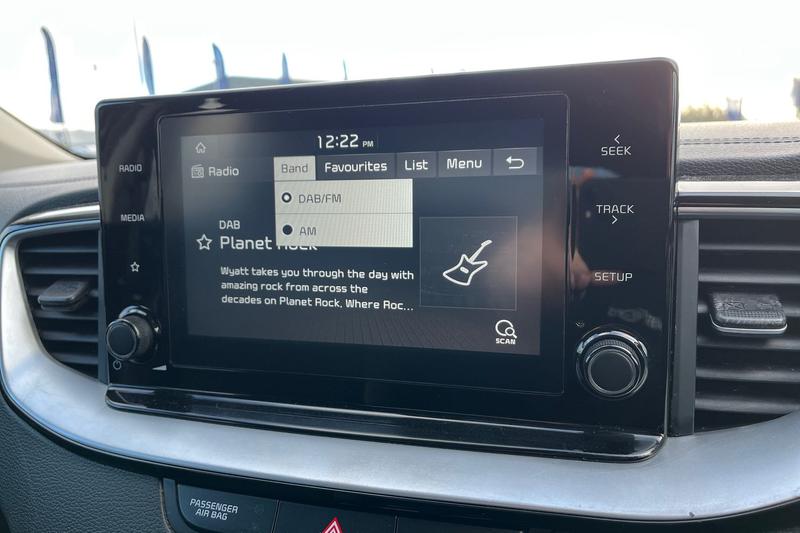 12:22 PM
Radio
Band Favourites List Menu
DAB/FM
AM
DAB
Planet Rock
Wyatt takes you through the day with
amazing rock from across the
decades on Planet Rock. Where Roc...
SCAN
RADIO
MEDIA
< SEEK
TRACK >
SETUP
PASSENGER
AIR BAG